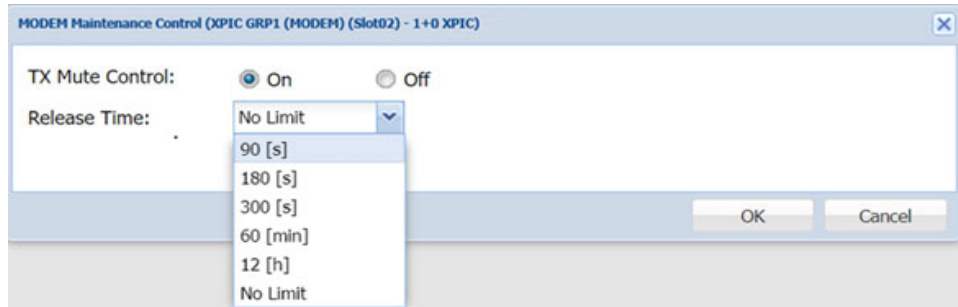 MODEM Maintenance Control (XPIC GRP1 (MODEM) (Slot02) - 1+0 XPIC)
TX Mute Control: On Off
Release Time: No Limit
90 [s]
180 [s]
300 [s]
OK Cancel
60 [min]
12 [h]
No Limit